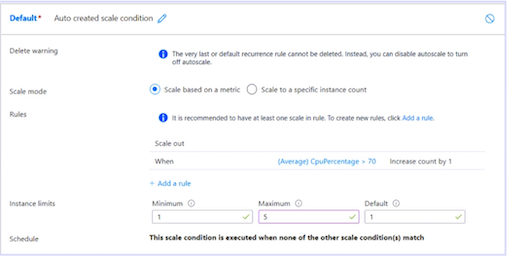 Default* Auto created scale condition
Delete warning
The very last or default recurrence rule cannot be deleted. Instead, you can disable autoscale to turn
off autoscale.
Scale mode
Scale based on a metric Scale to a specific instance count
Rules
It is recommended to have at least one scale in rule. To create new rules, click Add a rule.
Scale out
When (Average) CpuPercentage > 70 Increase count by 1
+ Add a rule
Instance limits
Minimum Maximum Default
1 5 1
Schedule
This scale condition is executed when none of the other scale condition(s) match